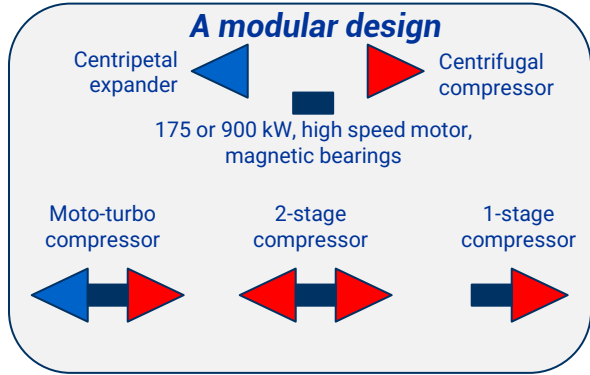 A modular design
Centripetal
expander
Centrifugal
compressor
175 or 900 kW, high speed motor,
magnetic bearings
Moto-turbo
compressor
2-stage
compressor
1-stage
compressor